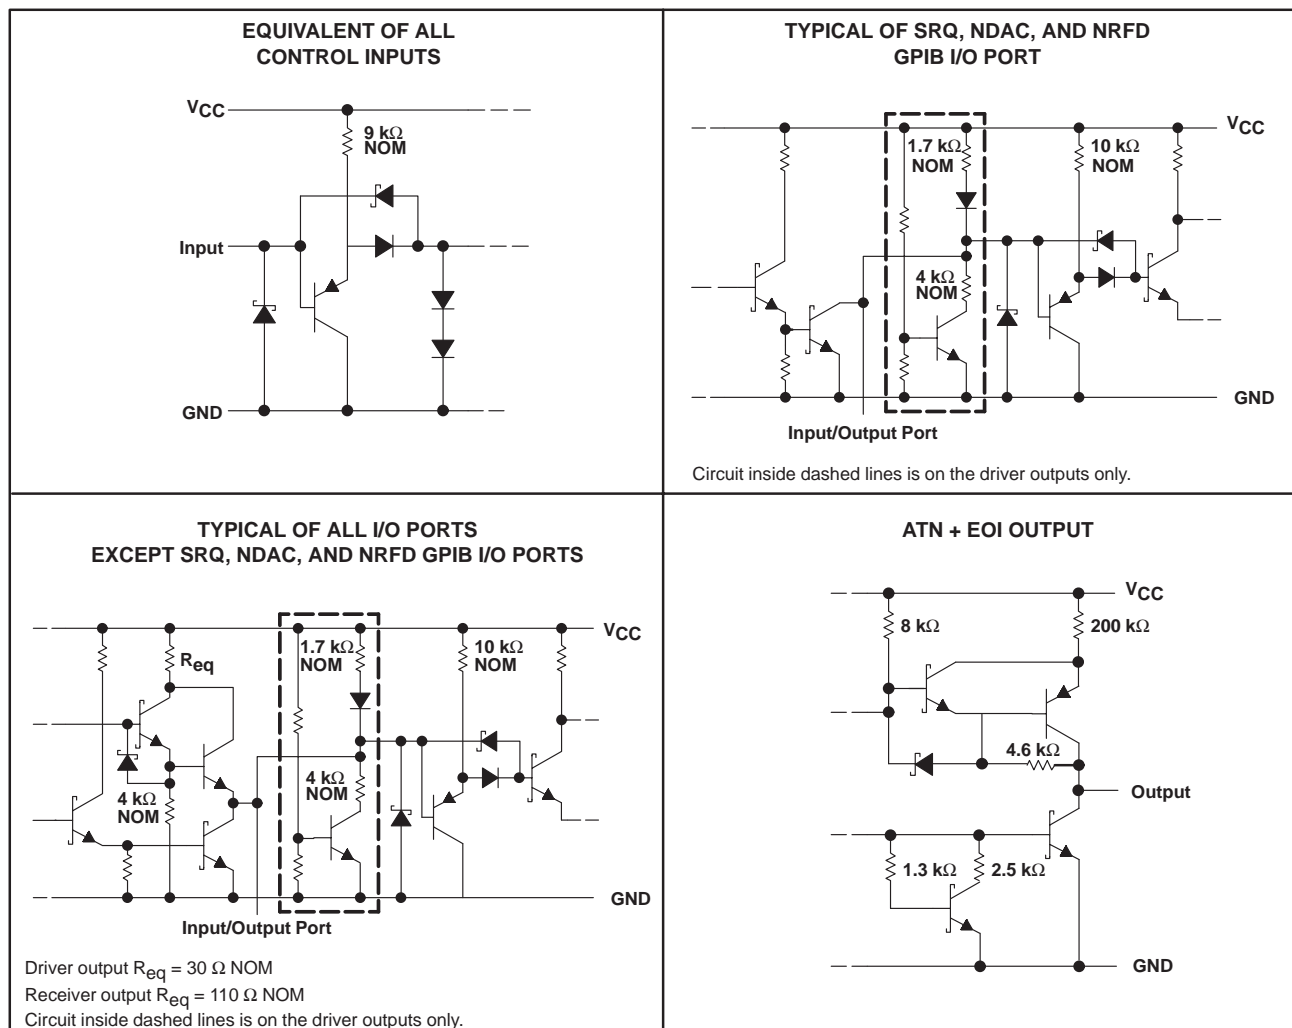 EQUIVALENT OF ALL
CONTROL INPUTS
VCC
9 kΩ
NOM
Input
GND
TYPICAL OF SRQ, NDAC, AND NRFD
GPIB I/O PORT
VCC
1.7 kΩ
NOM
10 kΩ
NOM
4 kΩ
NOM
GND
Input/Output Port
Circuit inside dashed lines is on the driver outputs only.
TYPICAL OF ALL I/O PORTS
EXCEPT SRQ, NDAC, AND NRFD GPIB I/O PORTS
VCC
Req
1.7 kΩ
NOM
10 kΩ
NOM
4 kΩ
NOM
4 kΩ
NOM
GND
Input/Output Port
Driver output Req = 30 Ω NOM
Receiver output Req = 110 Ω NOM
Circuit inside dashed lines is on the driver outputs only.
ATN + EOI OUTPUT
VCC
8 kΩ
200 kΩ
4.6 kΩ
Output
1.3 kΩ
2.5 kΩ
GND